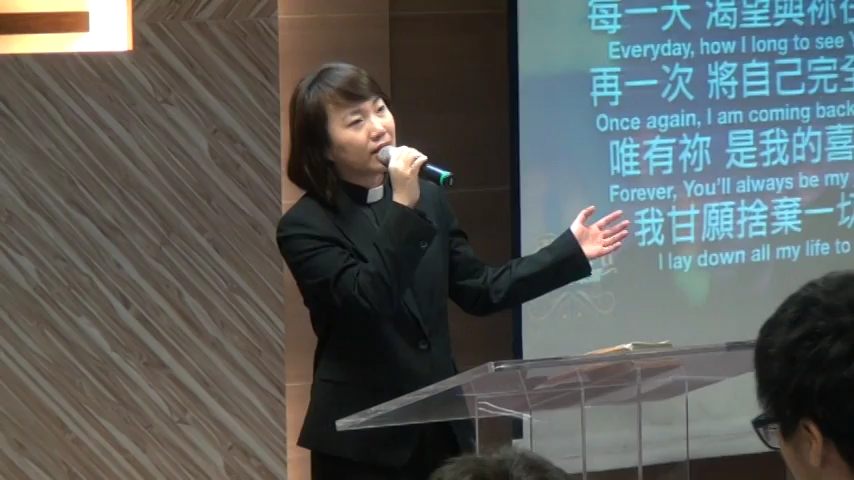 每一天 渴望與祢
Everyday, how I long to see
再一次 將自己完全
Once again, I am coming back
唯有祢 是我的喜
Forever, You'll always be my
我甘願捨棄一切
I lay down all my life to